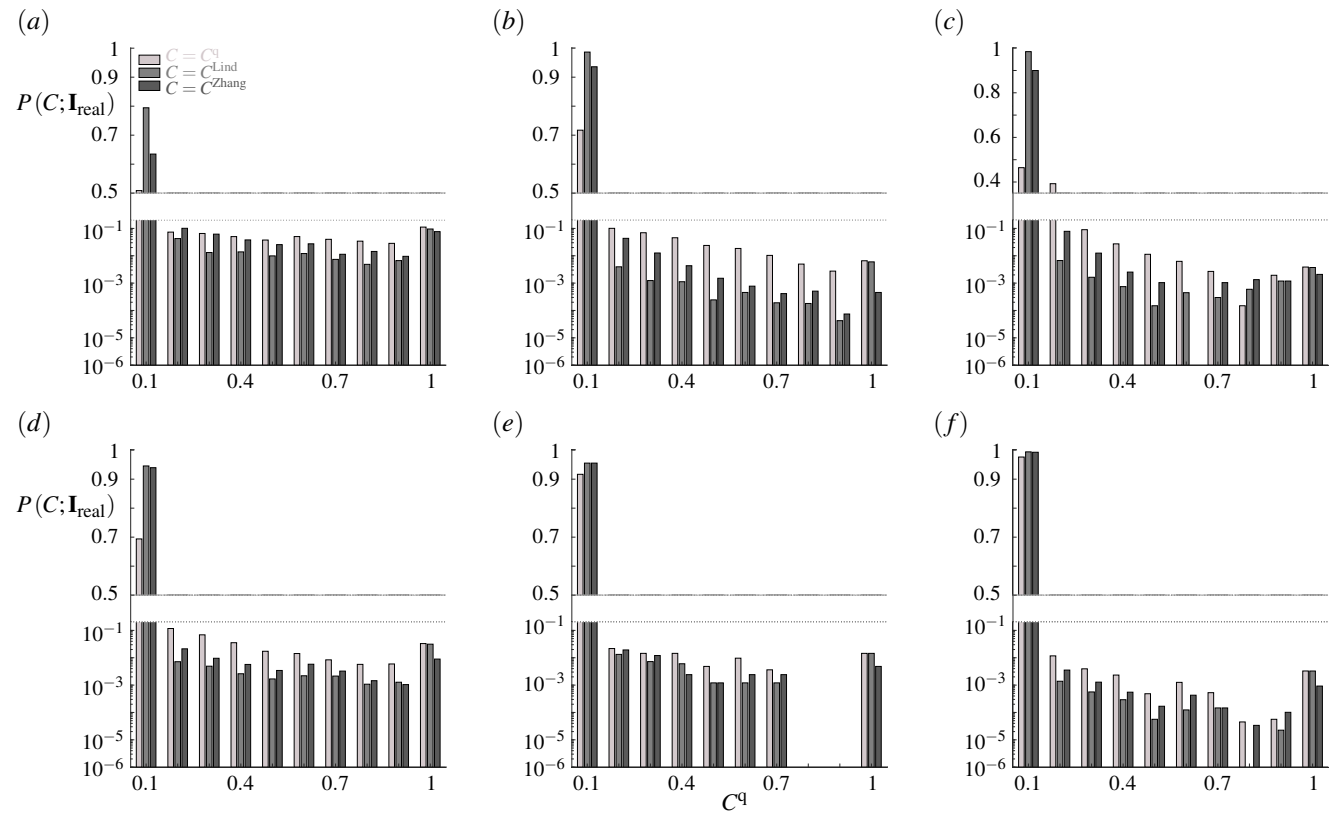 (a) (b) (c)
1 1 1
C = C^q
C = C^Lind
C = C^Zhang
0.9 0.9 0.8
P(C; I_real)
0.7 0.7 0.6
0.5 0.5 0.4
10^−1 10^−1 10^−1
10^−3 10^−3 10^−3
10^−5 10^−5 10^−5
10^−6 10^−6 10^−6
0.1 0.4 0.7 1 0.1 0.4 0.7 1 0.1 0.4 0.7 1
(d) (e) (f)
1 1 1
0.9 0.9 0.9
P(C; I_real)
0.7 0.7 0.7
0.5 0.5 0.5
10^−1 10^−1 10^−1
10^−3 10^−3 10^−3
10^−5 10^−5 10^−5
10^−6 10^−6 10^−6
0.1 0.4 0.7 1 0.1 0.4 0.7 1 0.1 0.4 0.7 1
C^q